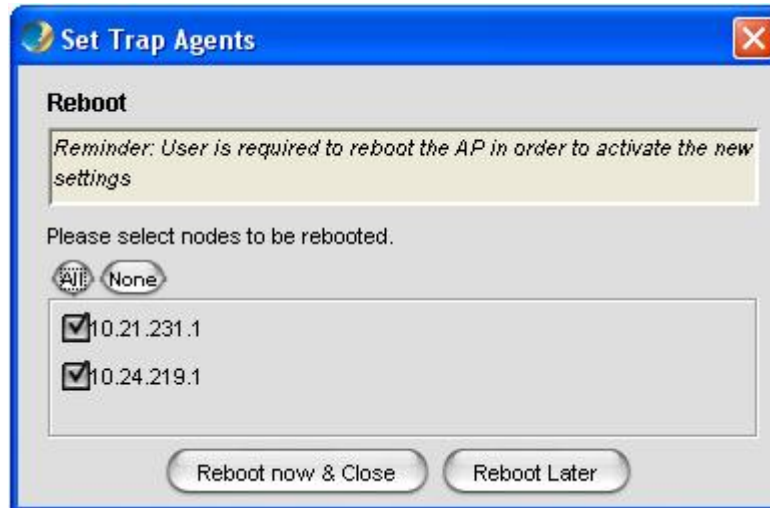 Set Trap Agents
Reboot
Reminder: User is required to reboot the AP in order to activate the new
settings
Please select nodes to be rebooted.
All None
10.21.231.1
10.24.219.1
Reboot now & Close Reboot Later